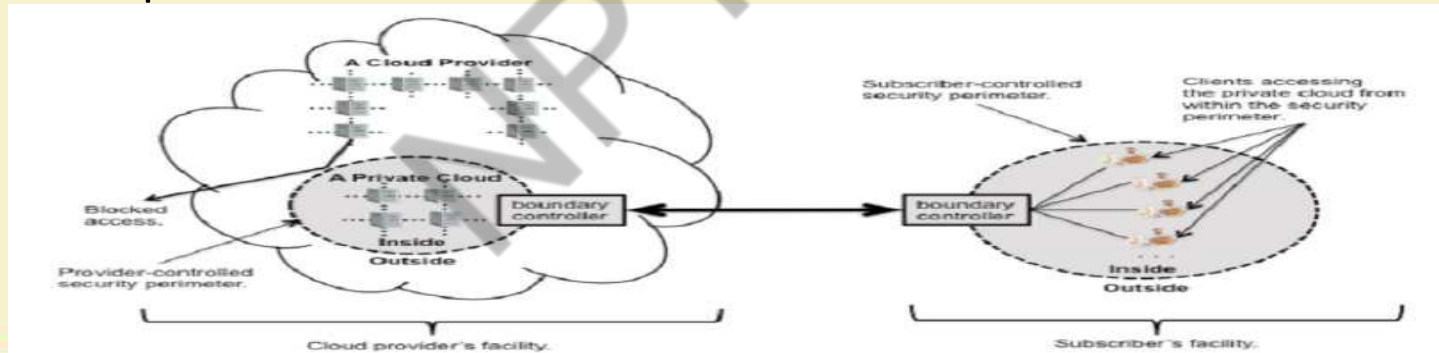 A Cloud Provider
Blocked
access.
A Private Cloud
Inside
Outside
boundary
controller
Provider-controlled
security perimeter.
Cloud provider's facility.
Subscriber-controlled
security perimeter.
Clients accessing
the private cloud from
within the security
perimeter.
boundary
controller
Inside
Outside
Subscriber's facility.